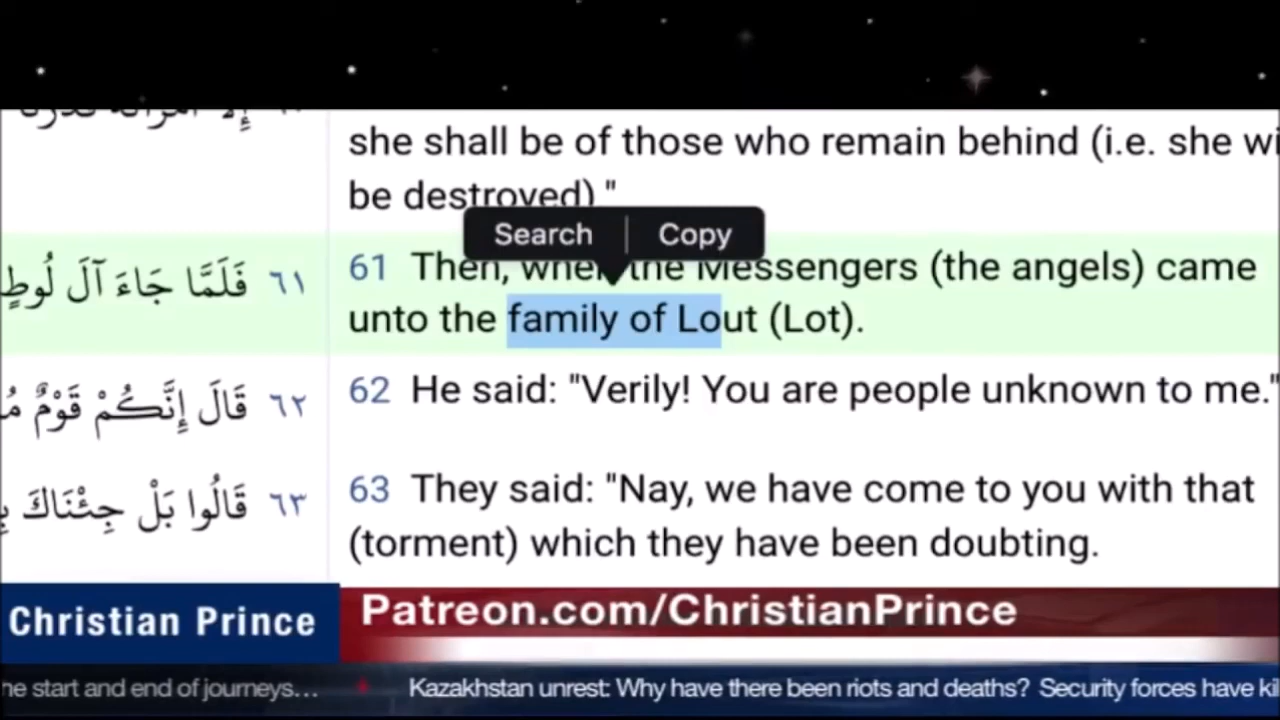 she shall be of those who remain behind (i.e. she wi
be destroyed)."
Search | Copy
فَلَمَّا جَاءَ آلَ لُوطٍ ٦١
61 Then, when the Messengers (the angels) came
unto the family of Lout (Lot).
قَالَ إِنَّكُمْ قَوْمٌ ٦٢
62 He said: "Verily! You are people unknown to me."
قَالُوا بَلْ جِئْنَاكَ ٦٣
63 They said: "Nay, we have come to you with that
(torment) which they have been doubting.
Christian Prince
Patreon.com/ChristianPrince
he start and end of journeys...
Kazakhstan unrest: Why have there been riots and deaths? Security forces have kil